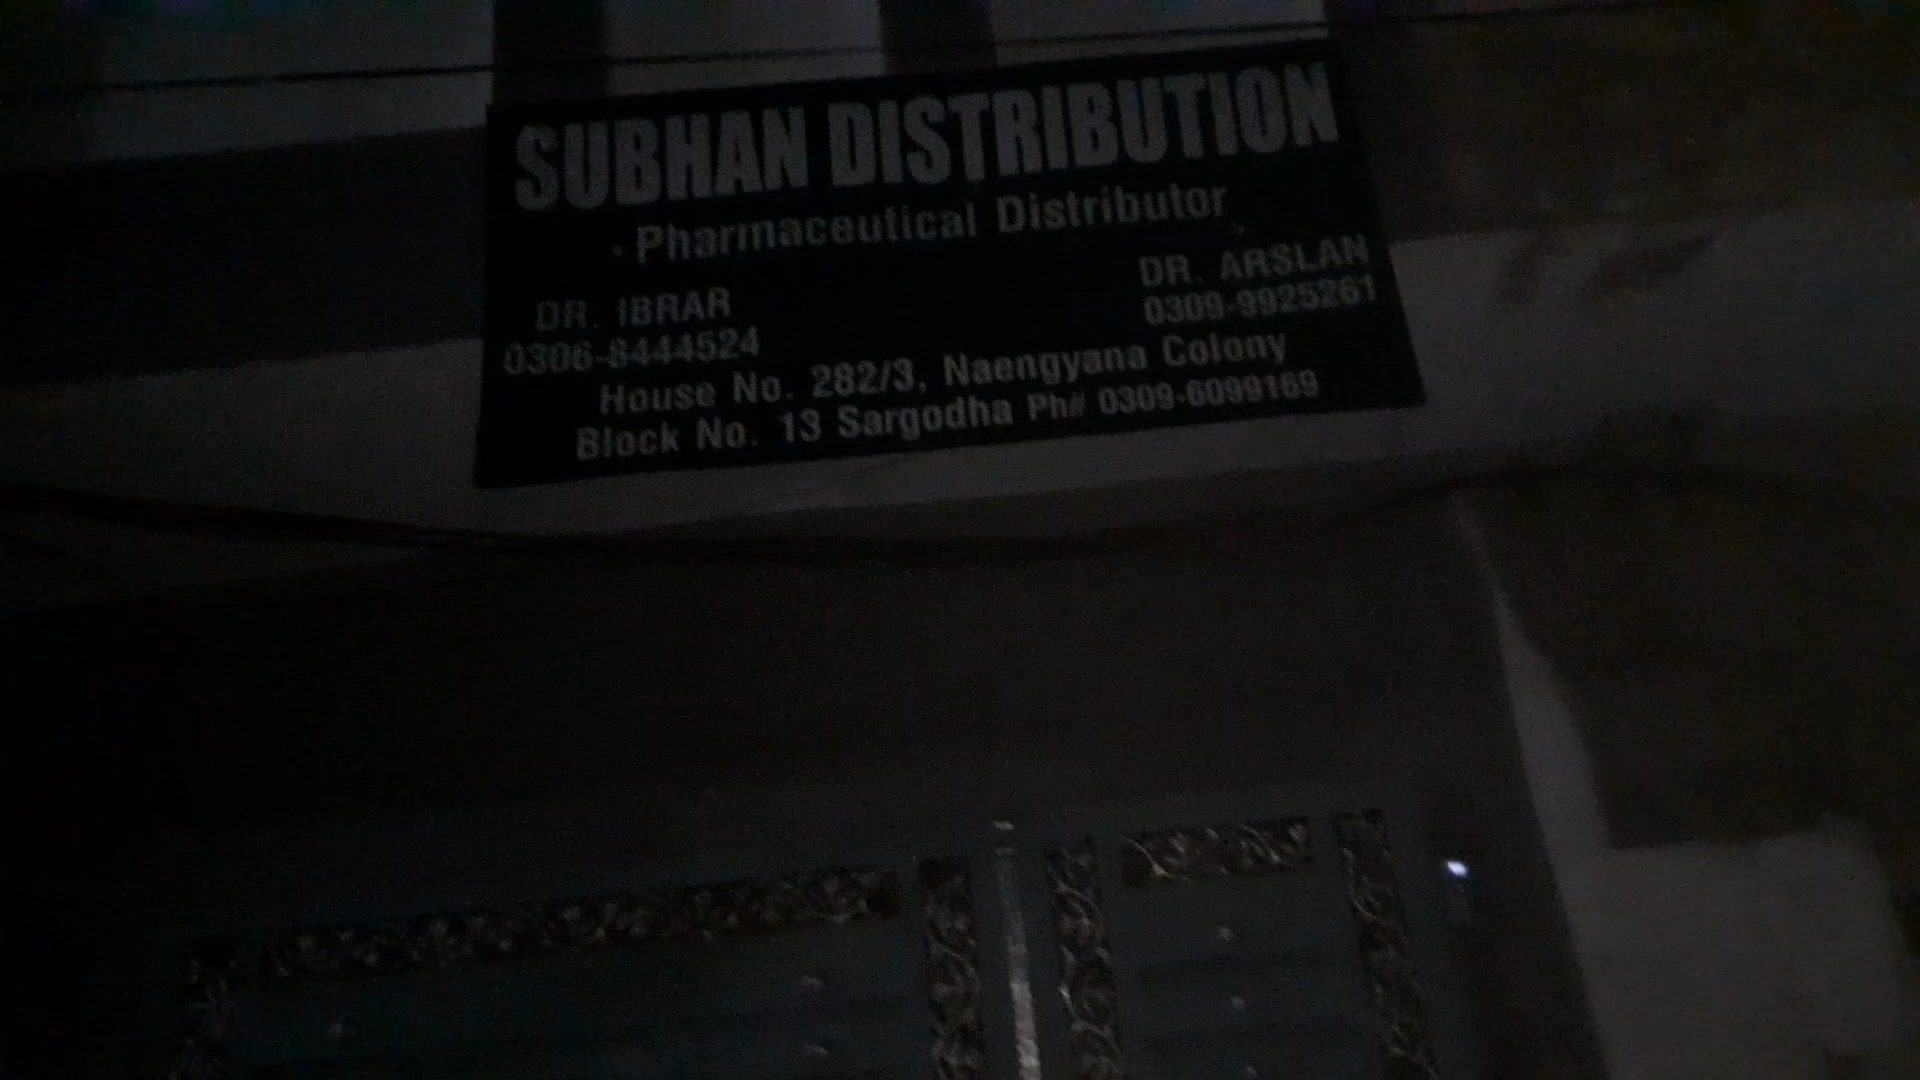 SUBHAN DISTRIBUTION
Pharmaceutical Distributor
DR. IBRAR
0306-8444524
DR. ARSLAN
0309-9925261
House No. 282/3, Naengyana Colony
Block No. 13 Sargodha Ph# 0309-6099169